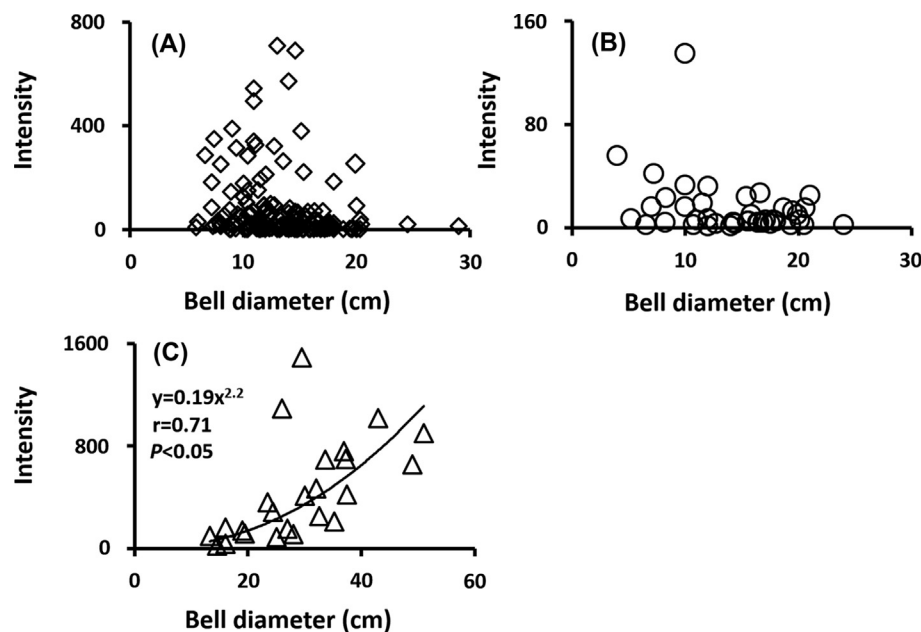 (A)
800
400
0
Intensity
0 10 20 30
Bell diameter (cm)
(B)
160
80
0
Intensity
0 10 20 30
Bell diameter (cm)
(C)
1600
800
0
Intensity
y=0.19x^2.2
r=0.71
P<0.05
0 20 40 60
Bell diameter (cm)